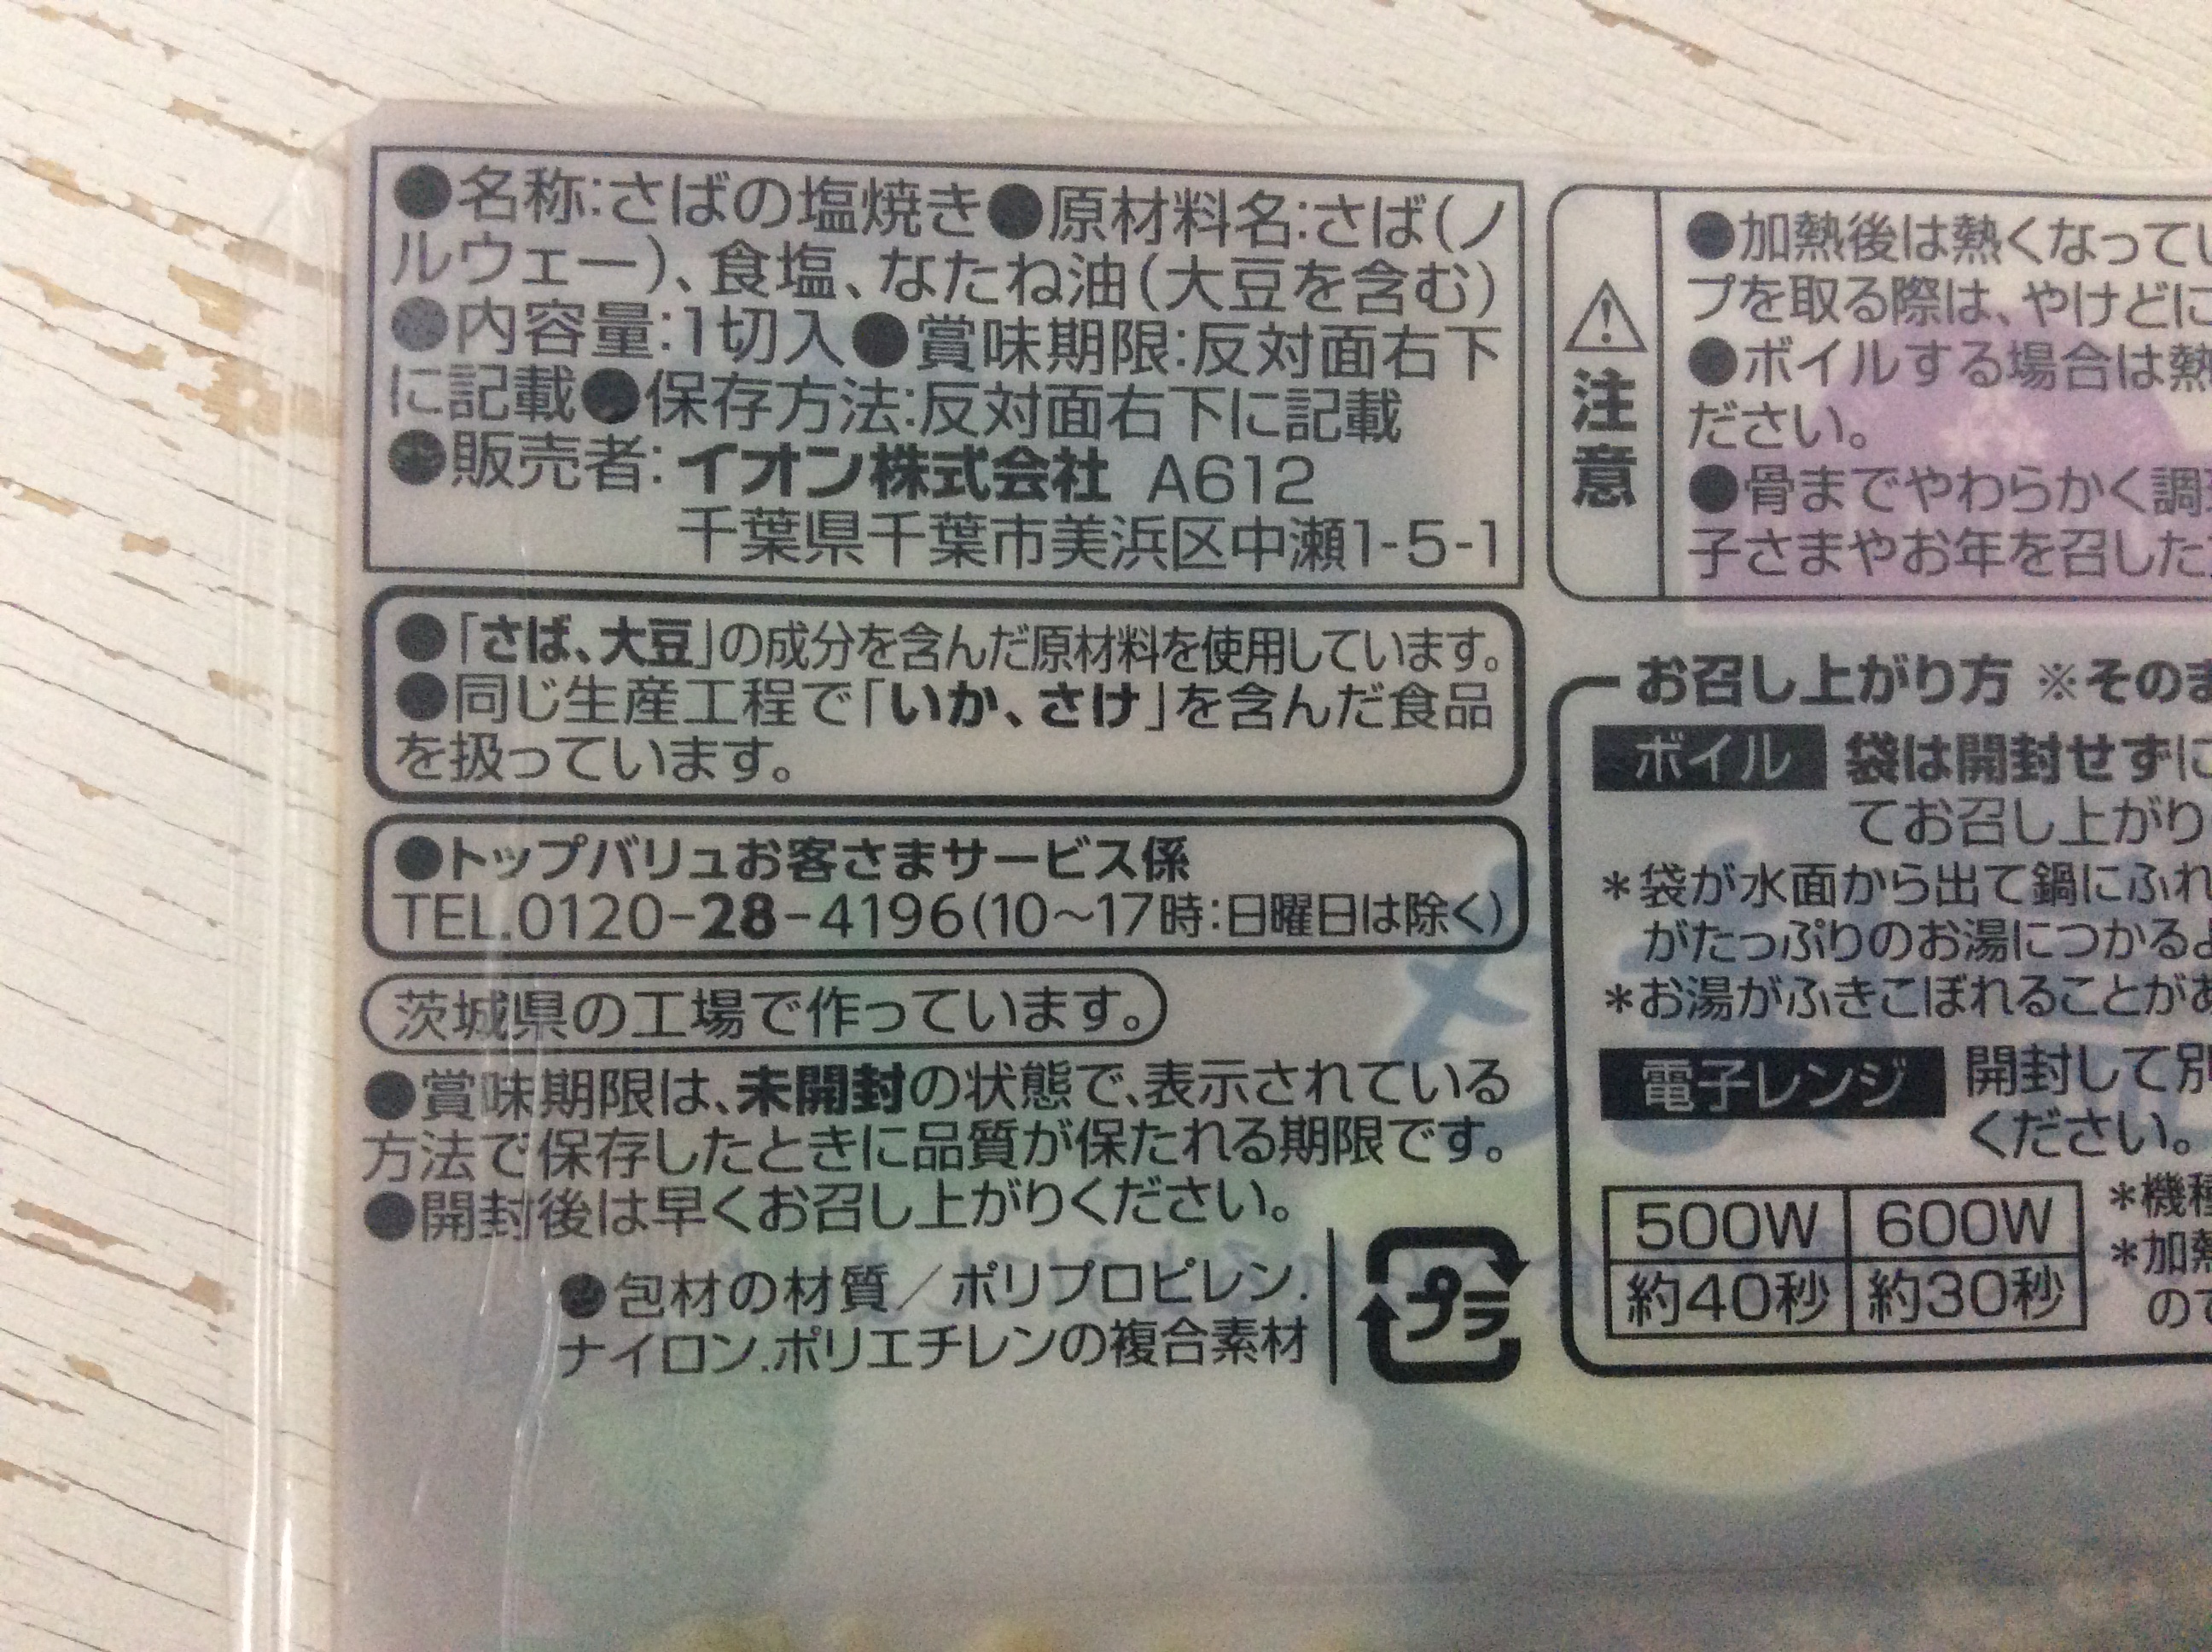 ●名称:さばの塩焼き●原材料名:さば(ノ
ルウェー)、食塩、なたね油(大豆を含む)
●内容量:1切入●賞味期限:反対面右下
に記載●保存方法:反対面右下に記載
●販売者:イオン株式会社 A612
千葉県千葉市美浜区中瀬1-5-1
●「さば、大豆」の成分を含んだ原材料を使用しています。
●同じ生産工程で「いか、さけ」を含んだ食品
を扱っています。
●トップバリュお客さまサービス係
TEL.0120-28-4196(10~17時:日曜日は除く)
茨城県の工場で作っています。
●賞味期限は、未開封の状態で、表示されている
方法で保存したときに品質が保たれる期限です。
●開封後は早くお召し上がりください。
●包材の材質/ポリプロピレン.
ナイロン.ポリエチレンの複合素材
プラ
注意
●加熱後は熱くなってい
プを取る際は、やけどに
●ボイルする場合は熱
ださい。
●骨までやわらかく調
子さまやお年を召した
お召し上がり方 ※そのま
ボイル 袋は開封せずに
てお召し上がり
*袋が水面から出て鍋にふれ
がたっぷりのお湯につかるよ
*お湯がふきこぼれることがあ
電子レンジ 開封して別
ください。
500W 600W
約40秒 約30秒
*機種
*加熱
ので